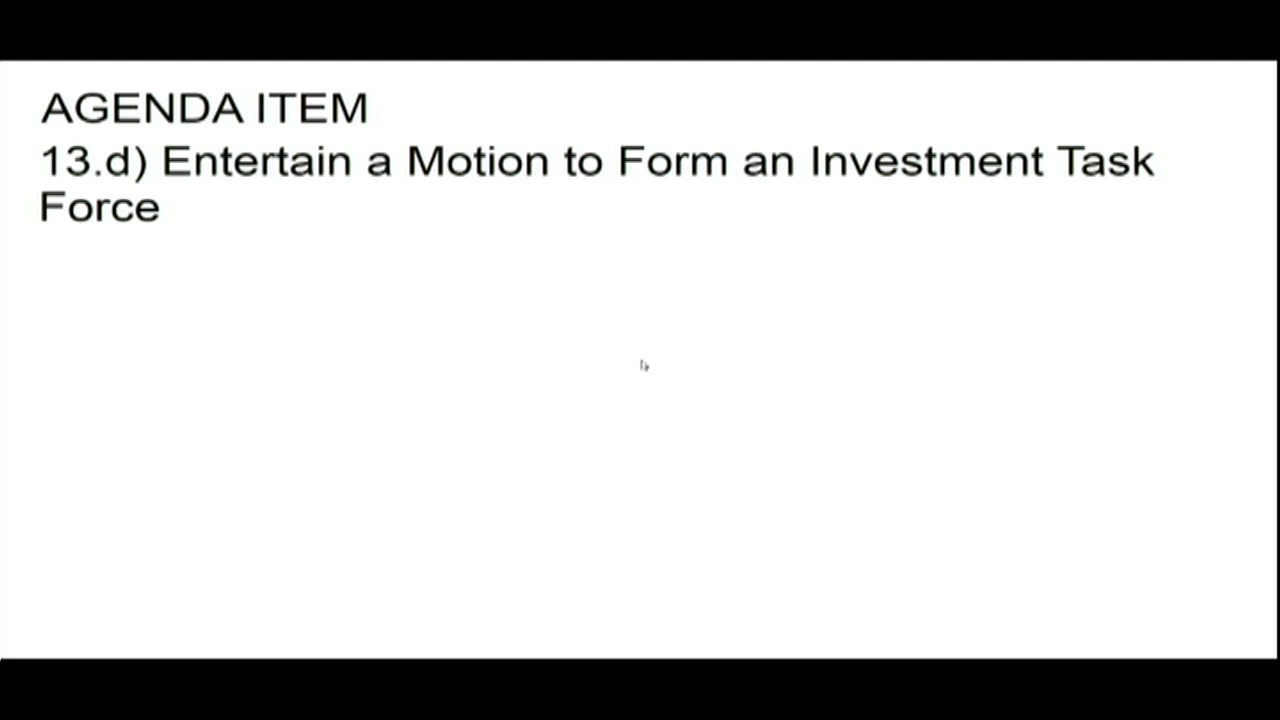 AGENDA ITEM
13.d) Entertain a Motion to Form an Investment Task
Force